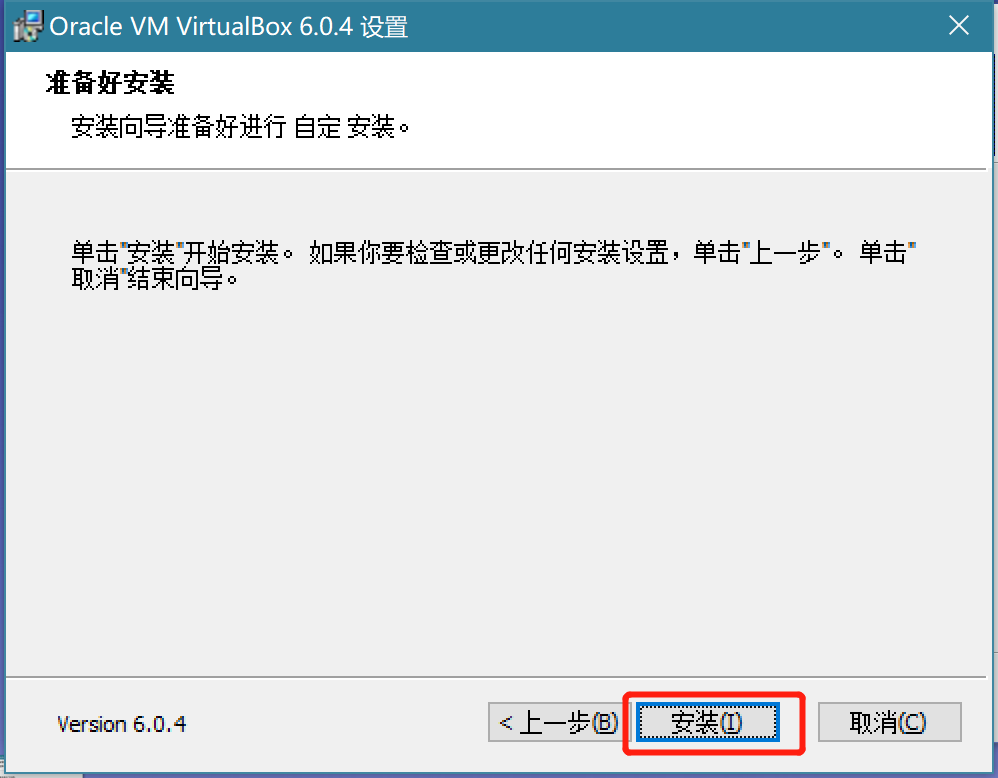 Oracle VM VirtualBox 6.0.4 设置
准备好安装
安装向导准备好进行 自定 安装。
单击"安装"开始安装。 如果你要检查或更改任何安装设置，单击"上一步"。 单击"
取消"结束向导。
Version 6.0.4
< 上一步(B)
安装(I)
取消(C)